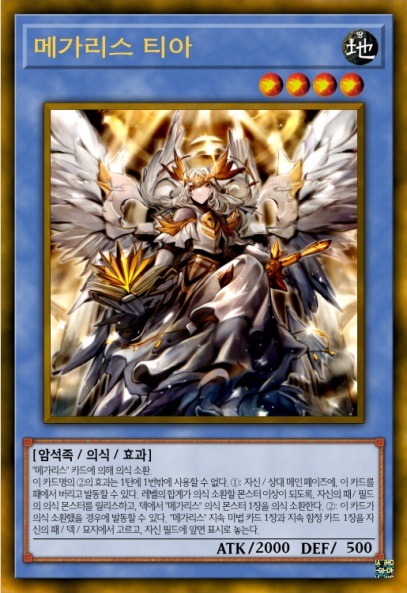 메가리스 티아
땅
地
[암석족 / 의식 / 효과]
"메가리스" 카드에 의해 의식 소환.
이 카드명의 ②의 효과는 1턴에 1번밖에 사용할 수 없다. ①: 자신 / 상대 메인 페이즈에, 이 카드를
패에서 버리고 발동할 수 있다. 레벨의 합계가 의식 소환할 몬스터 이상이 되도록, 자신의 패 / 필드
의 의식 몬스터를 릴리스하고, 덱에서 "메가리스" 의식 몬스터 1장을 의식 소환한다. ②: 이 카드가
의식 소환했을 경우에 발동할 수 있다. "메가리스" 지속 마법 카드 1장과 지속 함정 카드 1장을 자
신의 패 / 덱 / 묘지에서 고르고, 자신 필드에 앞면 표시로 놓는다.
ATK/2000 DEF/ 500